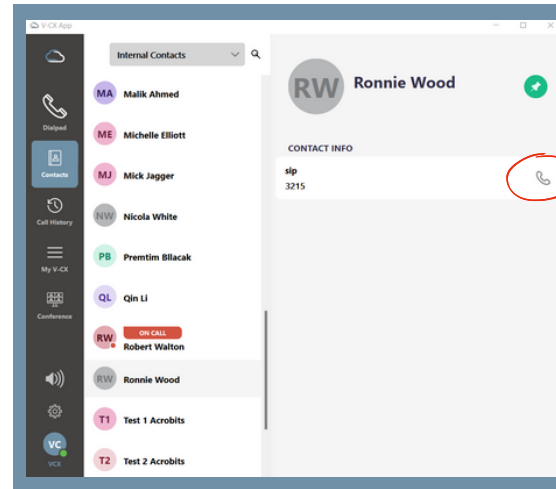 V-CX App
Dialpad
Contacts
Call History
My V-CX
Conference
VC
VCX
Internal Contacts
MA Malik Ahmed
ME Michelle Elliott
MJ Mick Jagger
NW Nicola White
PB Premtim Bllacak
QL Qin Li
ON CALL
RW Robert Walton
RW Ronnie Wood
T1 Test 1 Acrobits
T2 Test 2 Acrobits
RW Ronnie Wood
CONTACT INFO
sip
3215